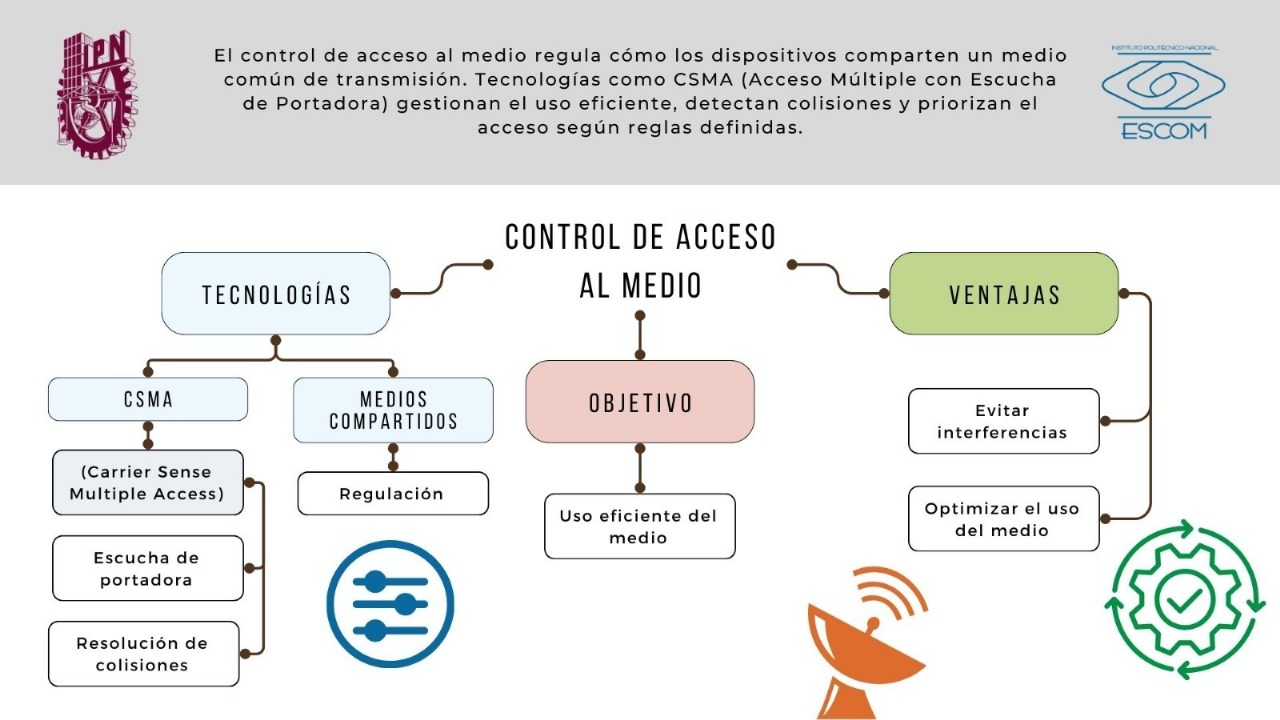 IPN
El control de acceso al medio regula cómo los dispositivos comparten un medio
común de transmisión. Tecnologías como CSMA (Acceso Múltiple con Escucha
de Portadora) gestionan el uso eficiente, detectan colisiones y priorizan el
acceso según reglas definidas.
INSTITUTO POLITÉCNICO NACIONAL
ESCOM
CONTROL DE ACCESO
AL MEDIO
TECNOLOGÍAS
CSMA
(Carrier Sense
Multiple Access)
Escucha de
portadora
Resolución de
colisiones
MEDIOS
COMPARTIDOS
Regulación
OBJETIVO
Uso eficiente del
medio
VENTAJAS
Evitar
interferencias
Optimizar el uso
del medio